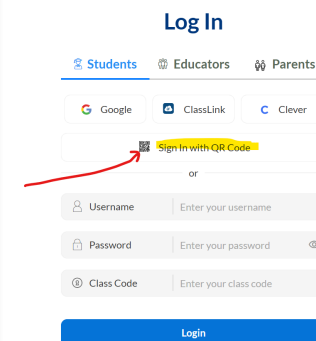 Log In
Students Educators Parents
Google ClassLink Clever
Sign In with QR Code
or
Username Enter your username
Password Enter your password
Class Code Enter your class code
Login